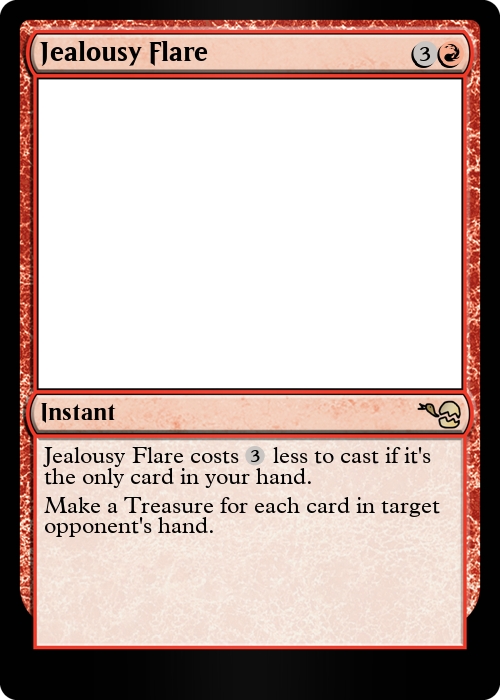 Jealousy Flare 3
Instant
Jealousy Flare costs 3 less to cast if it's
the only card in your hand.
Make a Treasure for each card in target
opponent's hand.